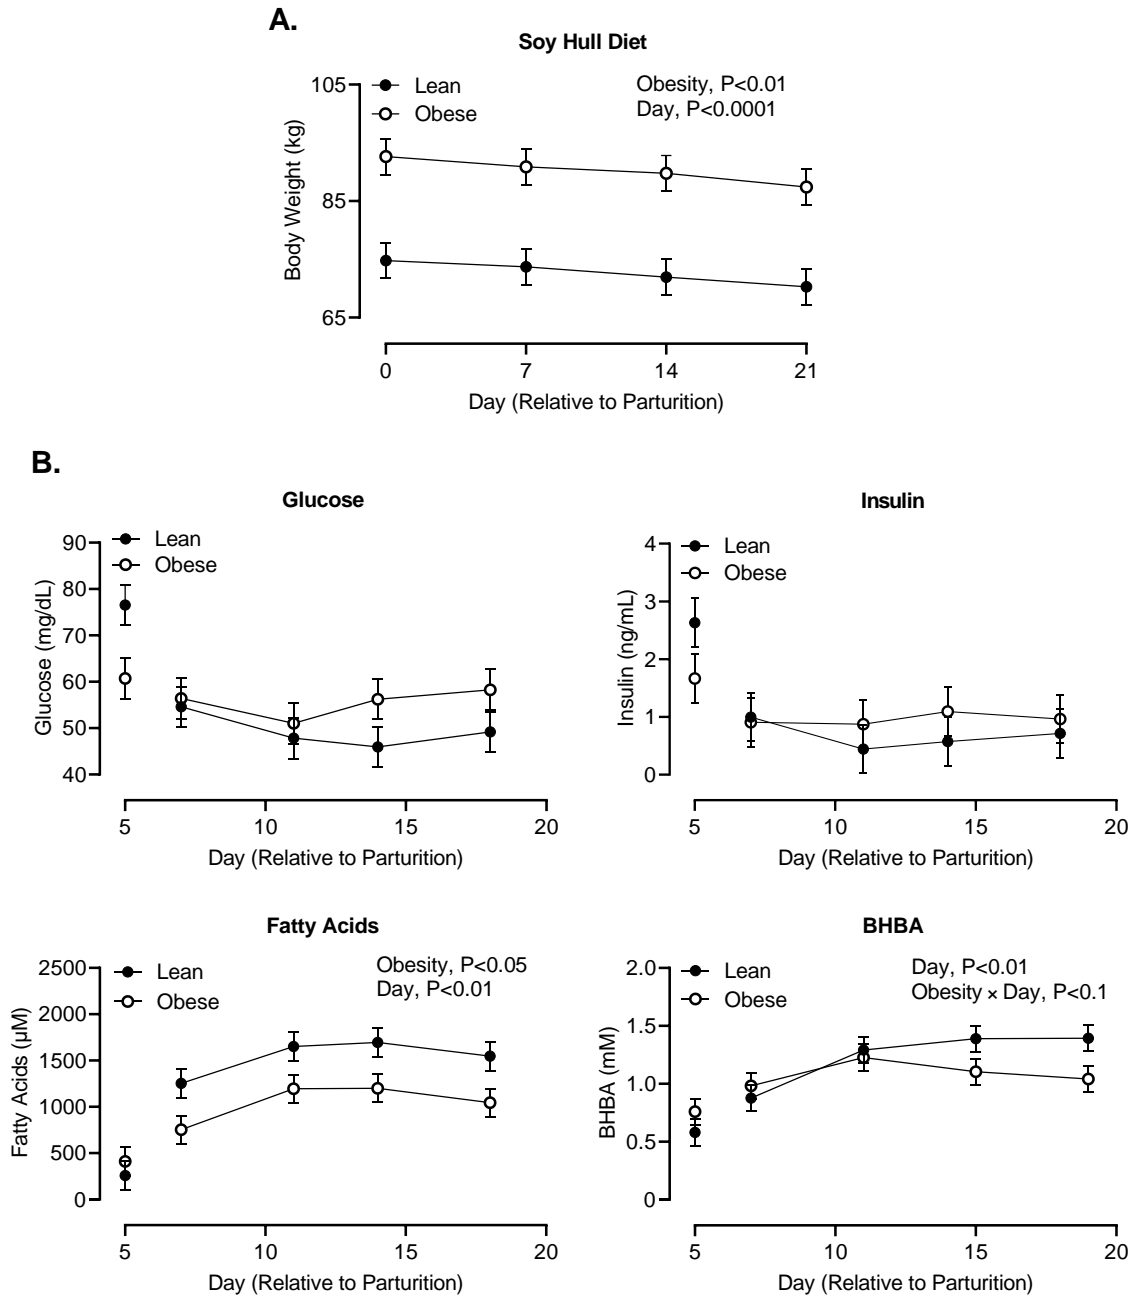 A.
Soy Hull Diet
Lean
Obese
Obesity, P<0.01
Day, P<0.0001
Body Weight (kg)
105
85
65
0 7 14 21
Day (Relative to Parturition)
B.
Glucose
Lean
Obese
Glucose (mg/dL)
90
80
70
60
50
40
5 10 15 20
Day (Relative to Parturition)
Insulin
Lean
Obese
Insulin (ng/mL)
4
3
2
1
0
5 10 15 20
Day (Relative to Parturition)
Fatty Acids
Lean
Obese
Obesity, P<0.05
Day, P<0.01
Fatty Acids (µM)
2500
2000
1500
1000
500
0
5 10 15 20
Day (Relative to Parturition)
BHBA
Lean
Obese
Day, P<0.01
Obesity × Day, P<0.1
BHBA (mM)
2.0
1.5
1.0
0.5
0
5 10 15 20
Day (Relative to Parturition)